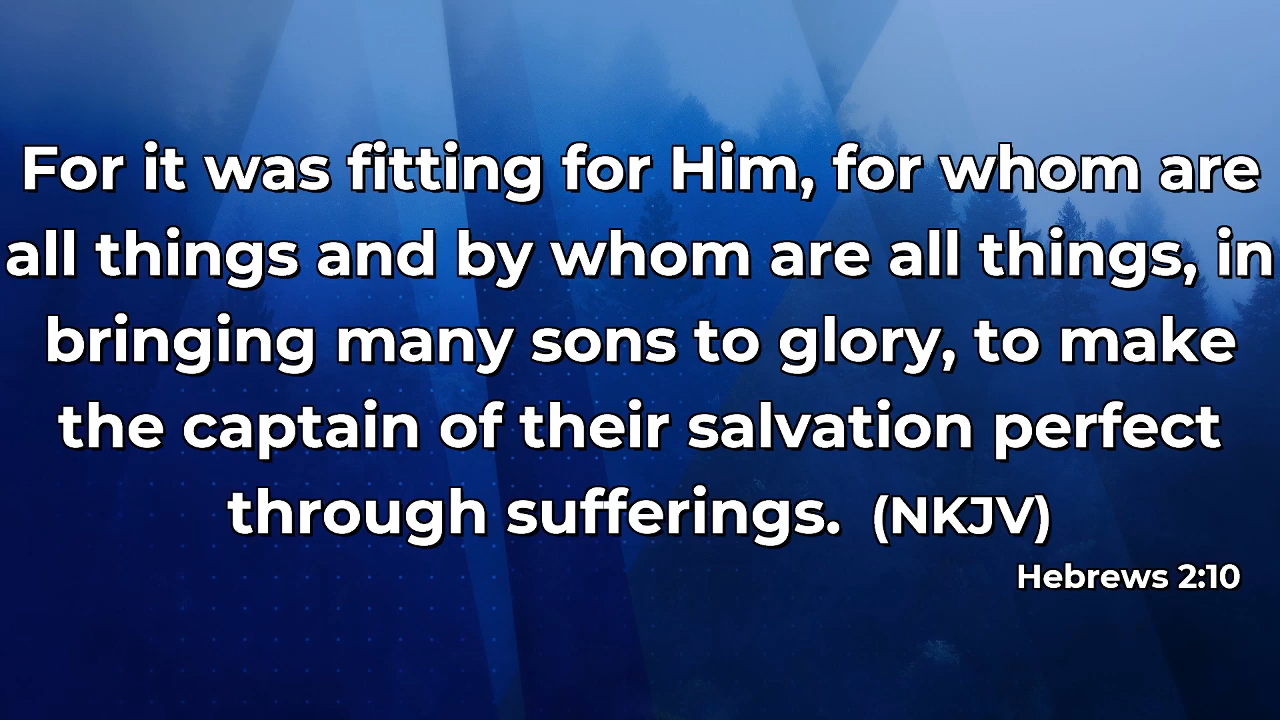 For it was fitting for Him, for whom are
all things and by whom are all things, in
bringing many sons to glory, to make
the captain of their salvation perfect
through sufferings. (NKJV)
Hebrews 2:10